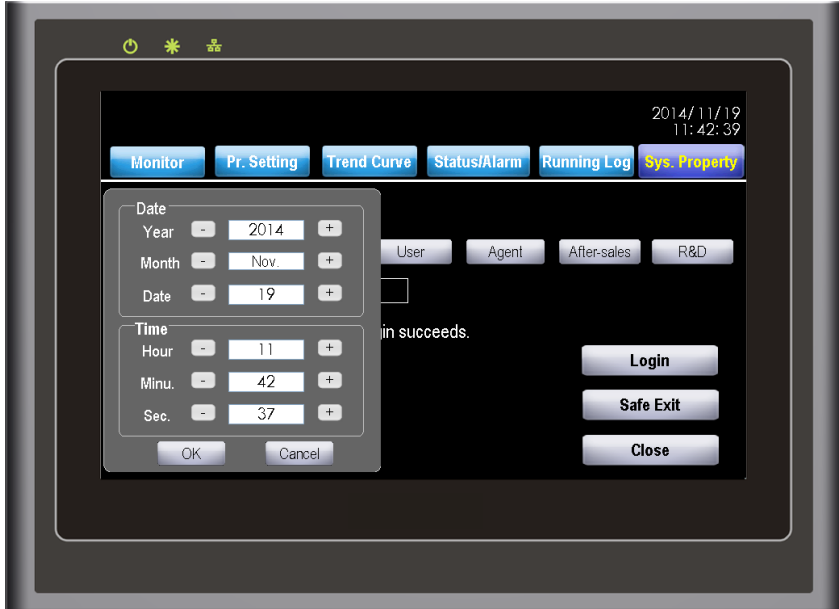 2014/11/19
11:42:39
Monitor Pr. Setting Trend Curve Status/Alarm Running Log Sys. Property
Date
Year - 2014 +
Month - Nov. +
Date - 19 +
Time
Hour - 11 +
Minu. - 42 +
Sec. - 37 +
OK Cancel
User Agent After-sales R&D
succeeds.
Login
Safe Exit
Close